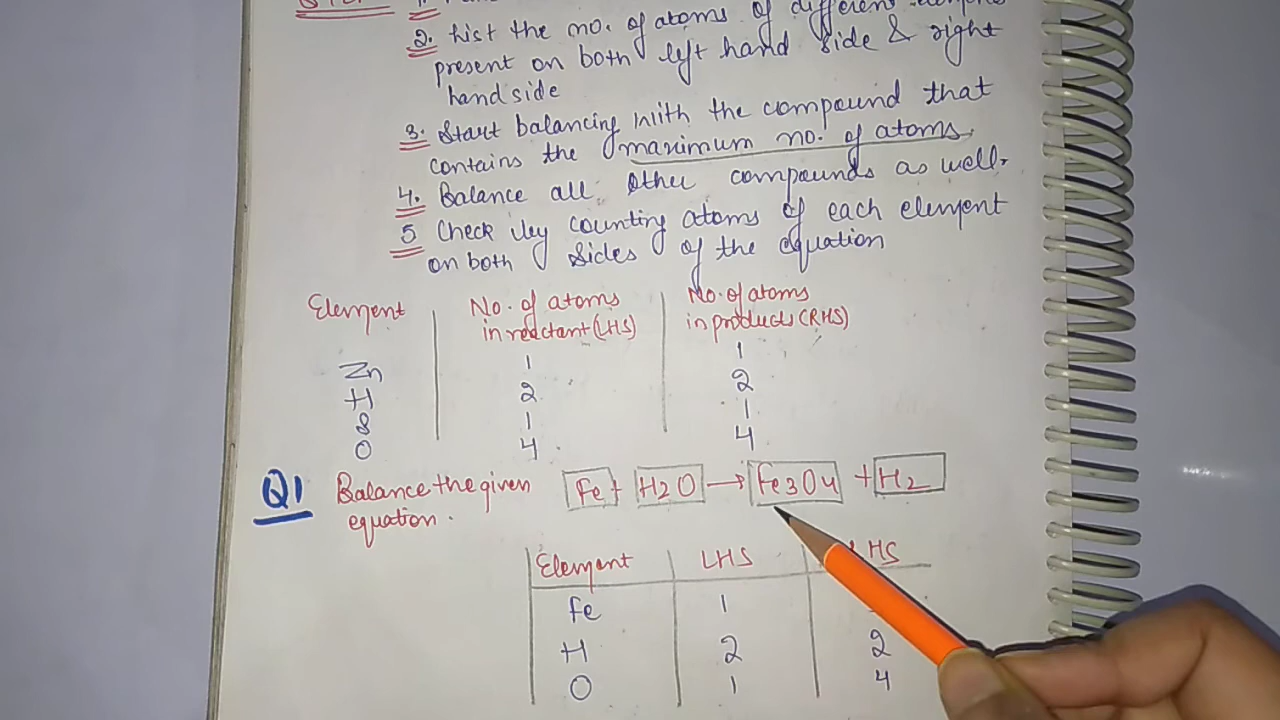 2. List the no. of atoms of different
present on both left hand side & right
hand side
3. Start balancing with the compound that
contains the maximum no. of atoms.
4. Balance all other compounds as well.
5 Check by counting atoms of each element
on both sides of the equation
Element
No. of atoms
in reactant (LHS)
No. of atoms
in products (RHS)
Zn 1 1
H 2 2
S 1 1
O 4 4
Q1 Balance the given
equation.
Fe + H2O → Fe3O4 + H2
Element LHS HS
Fe 1
H 2 2
O 1 4